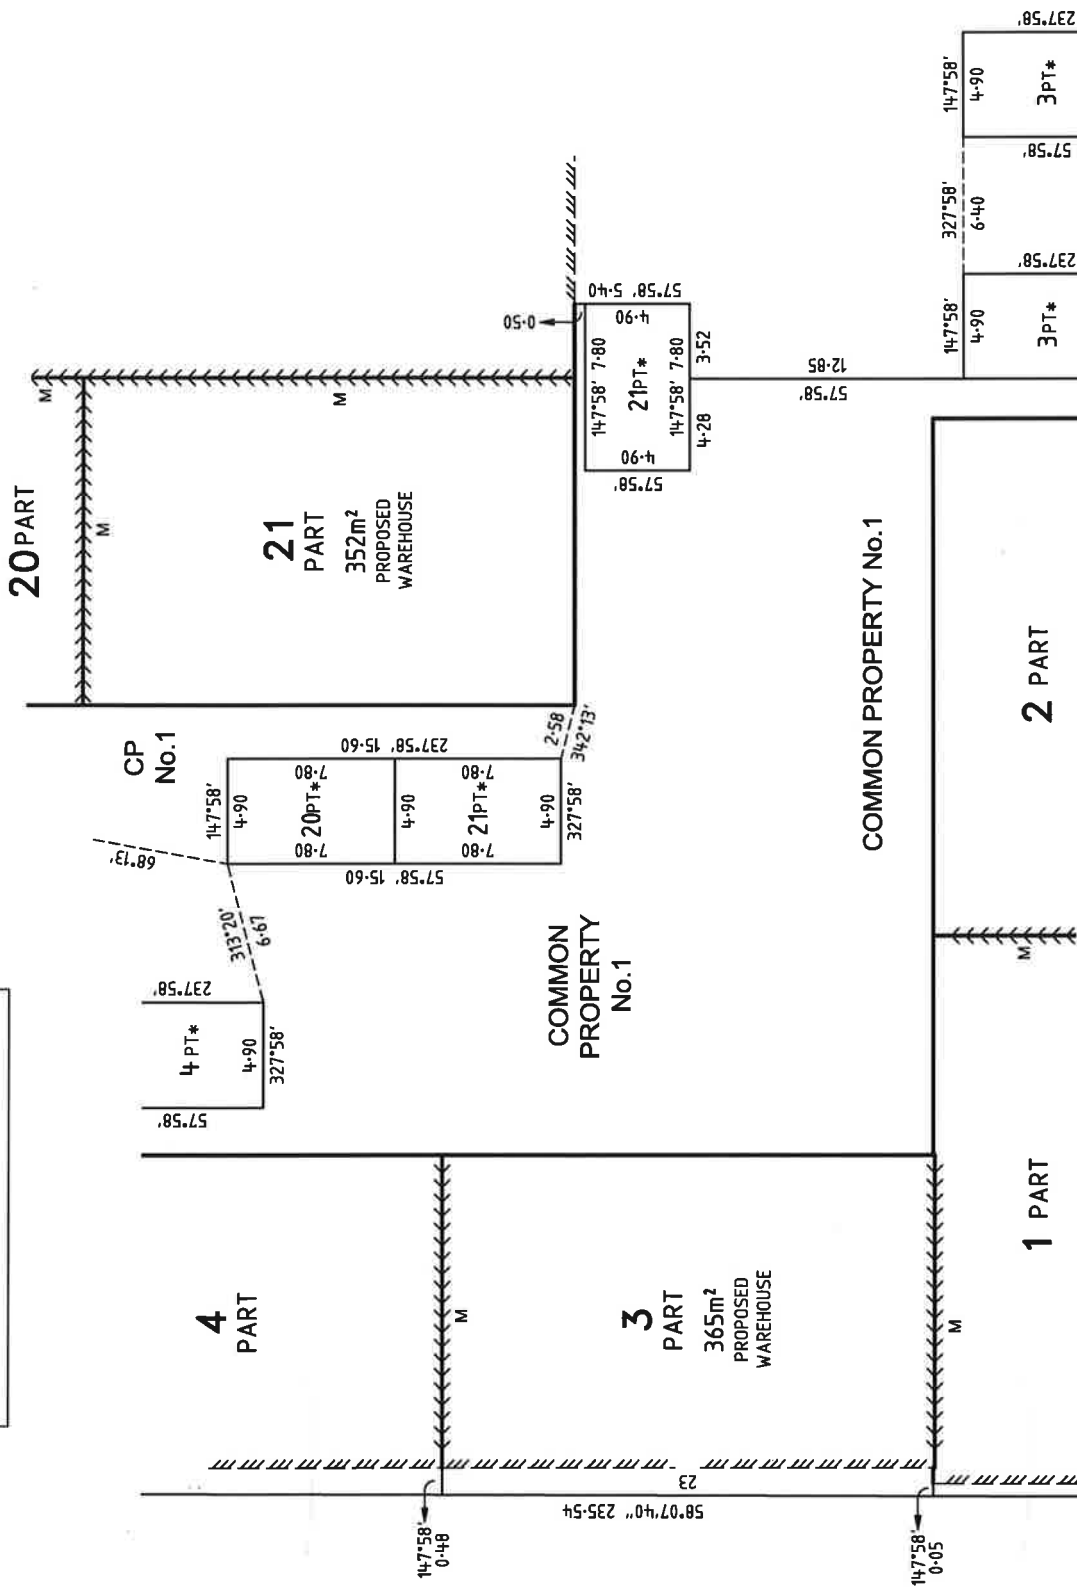 237°58'
147°58'
4·90
3PT*
57°58'
327°58'
6·40
237°58'
147°58'
4·90
3PT*
20 PART
M
M
M
21
PART
352m²
PROPOSED
WAREHOUSE
0·50
57°58' 5·40
4·90
147°58' 7·80
21PT*
147°58' 7·80
4·90
57°58'
3·52
4·28
12·85
57°58'
CP
No.1
2·58
342°13'
237°58' 15·60
147°58'
4·90
7·80
20PT*
7·80
4·90
7·80
21PT*
7·80
4·90
327°58'
57°58' 15·60
68°13'
313°20'
6·67
237°58'
4 PT*
4·90
327°58'
57°58'
COMMON
PROPERTY
No.1
COMMON PROPERTY No.1
2 PART
M
1 PART
4
PART
M
3
PART
365m²
PROPOSED
WAREHOUSE
M
23
58°07'40" 235·54
147°58'
0·48
147°58'
0·05